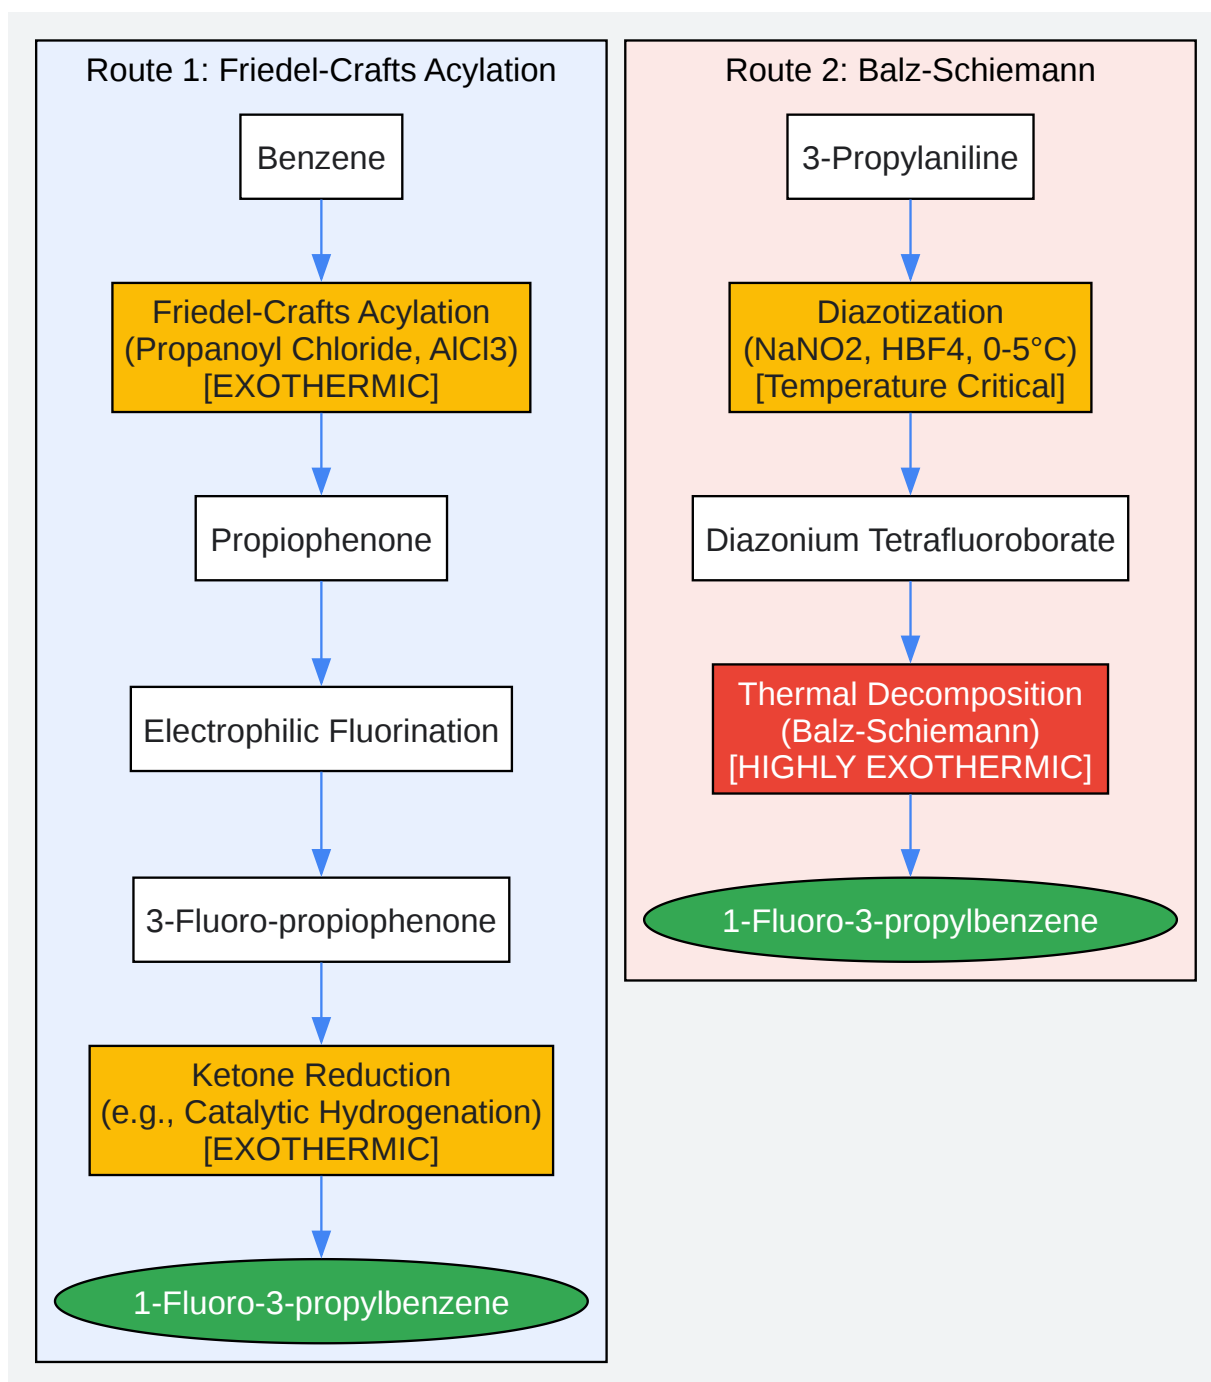 Route 1: Friedel-Crafts Acylation
Benzene
Friedel-Crafts Acylation
(Propanoyl Chloride, AlCl3)
[EXOTHERMIC]
Propiophenone
Electrophilic Fluorination
3-Fluoro-propiophenone
Ketone Reduction
(e.g., Catalytic Hydrogenation)
[EXOTHERMIC]
1-Fluoro-3-propylbenzene
Route 2: Balz-Schiemann
3-Propylaniline
Diazotization
(NaNO2, HBF4, 0-5°C)
[Temperature Critical]
Diazonium Tetrafluoroborate
Thermal Decomposition
(Balz-Schiemann)
[HIGHLY EXOTHERMIC]
1-Fluoro-3-propylbenzene